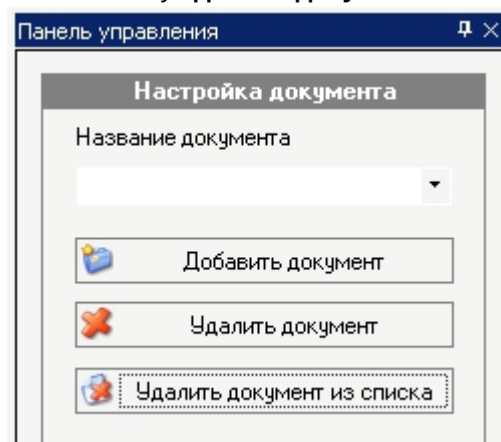 Панель управления
Настройка документа
Название документа
Добавить документ
Удалить документ
Удалить документ из списка